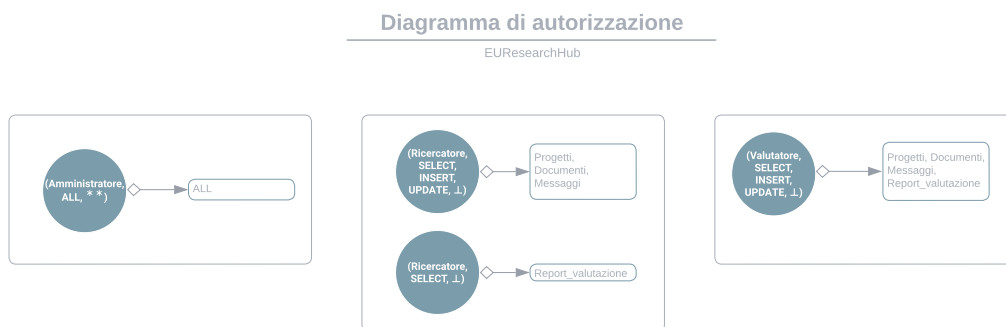 Diagramma di autorizzazione
EUResearchHub
(Amministratore,
ALL, * *)
ALL
(Ricercatore,
SELECT,
INSERT,
UPDATE, ⊥)
Progetti,
Documenti,
Messaggi
(Ricercatore,
SELECT, ⊥)
Report_valutazione
(Valutatore,
SELECT,
INSERT,
UPDATE, ⊥)
Progetti, Documenti,
Messaggi,
Report_valutazione